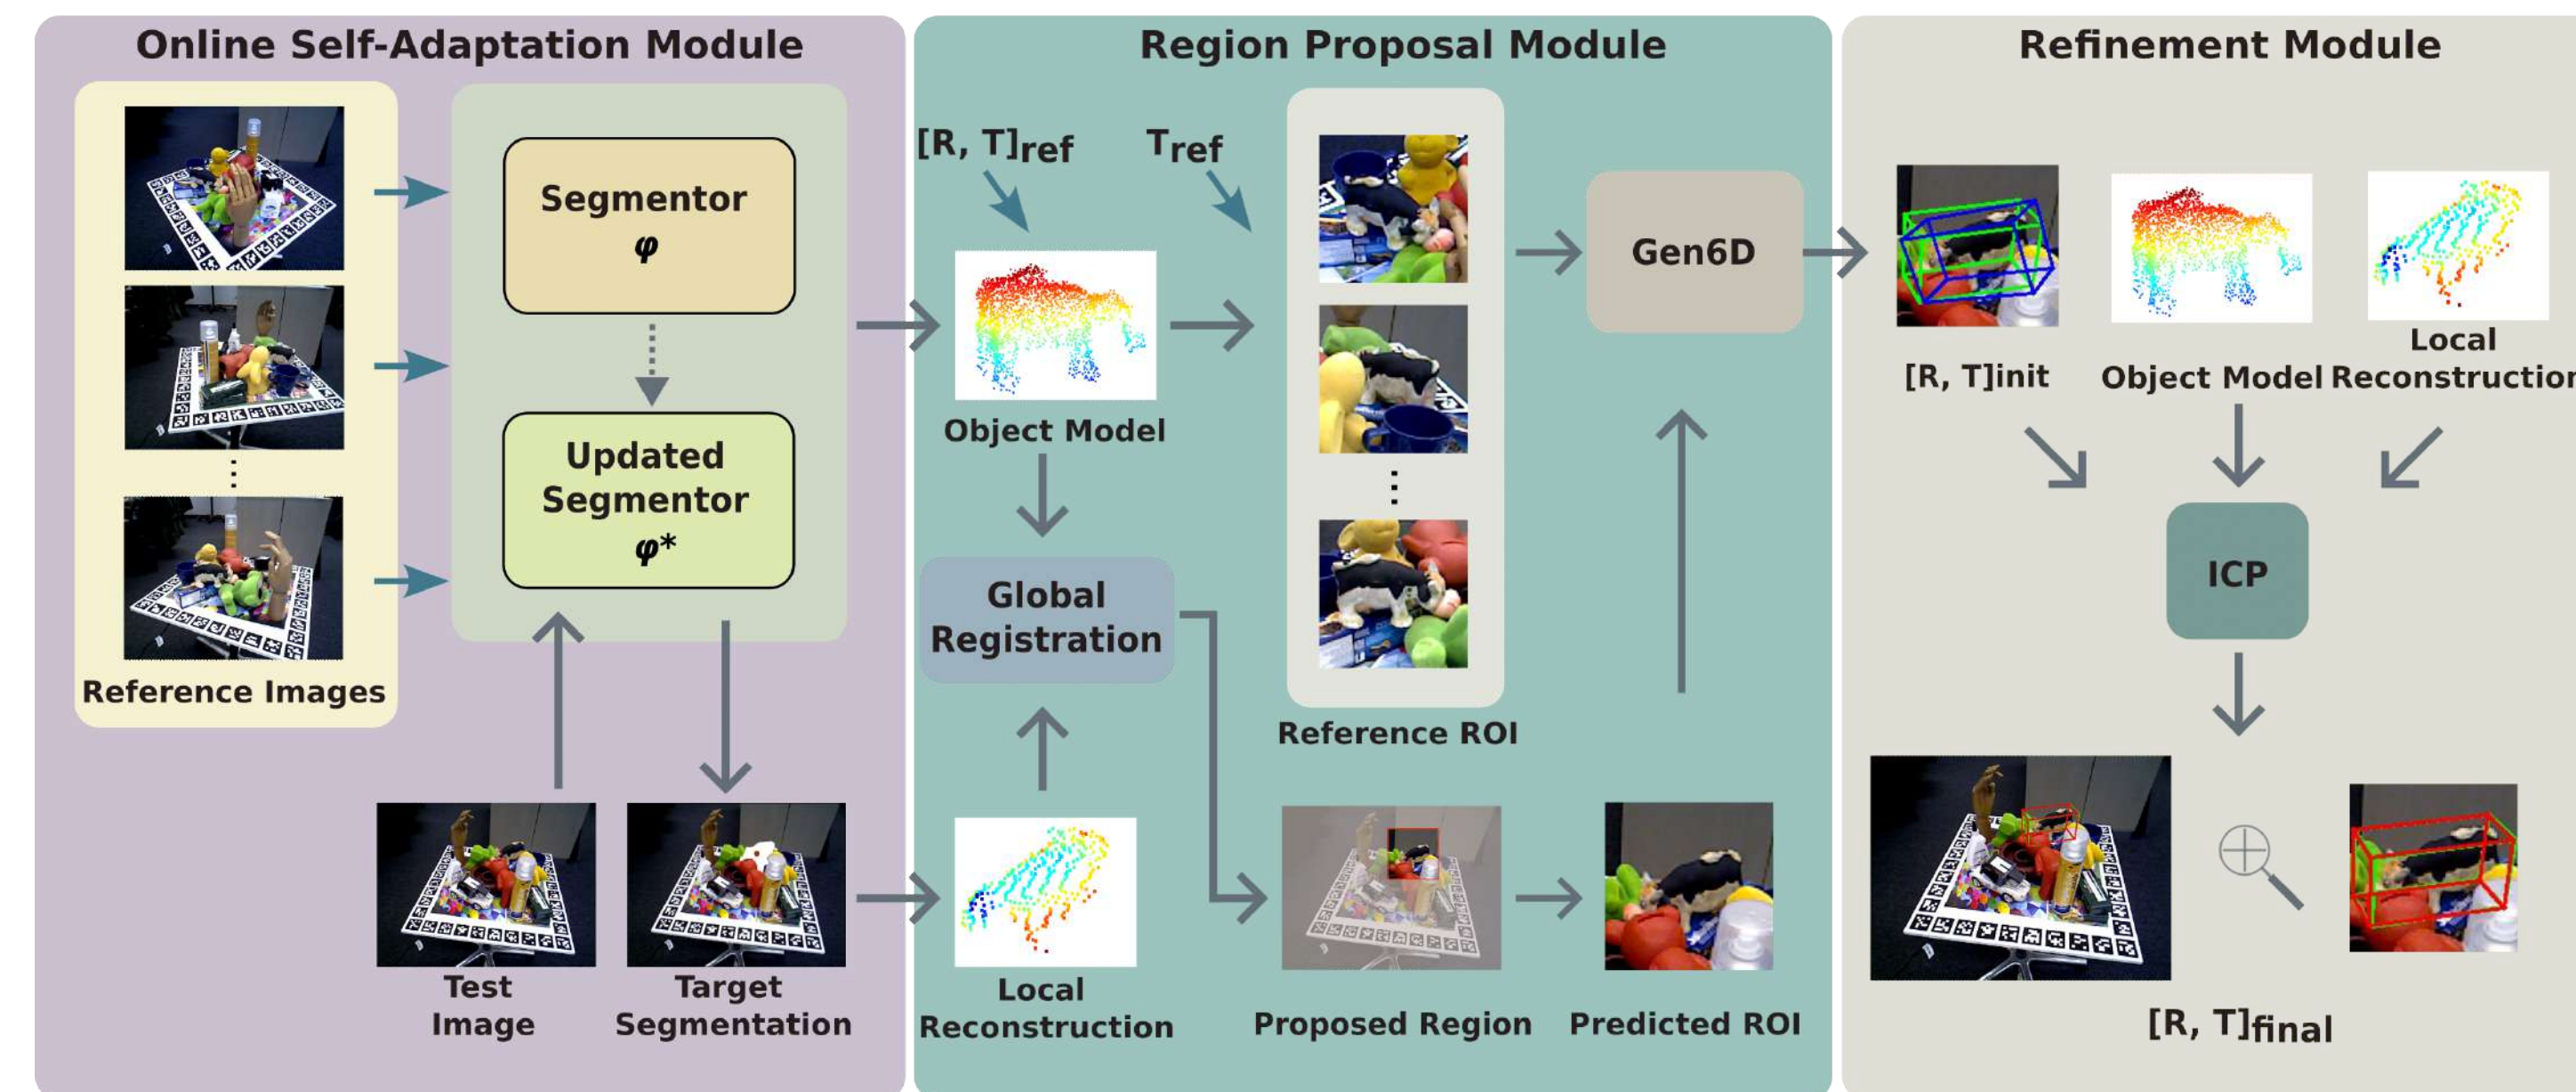 Online Self-Adaptation Module
Segmentor
φ
Updated
Segmentor
φ*
Reference Images
Test
Image
Target
Segmentation
Region Proposal Module
[R, T]ref
Tref
Object Model
Global
Registration
Local
Reconstruction
Reference ROI
Gen6D
Proposed Region
Predicted ROI
Refinement Module
[R, T]init
Object Model
Local
Reconstruction
ICP
[R, T]final